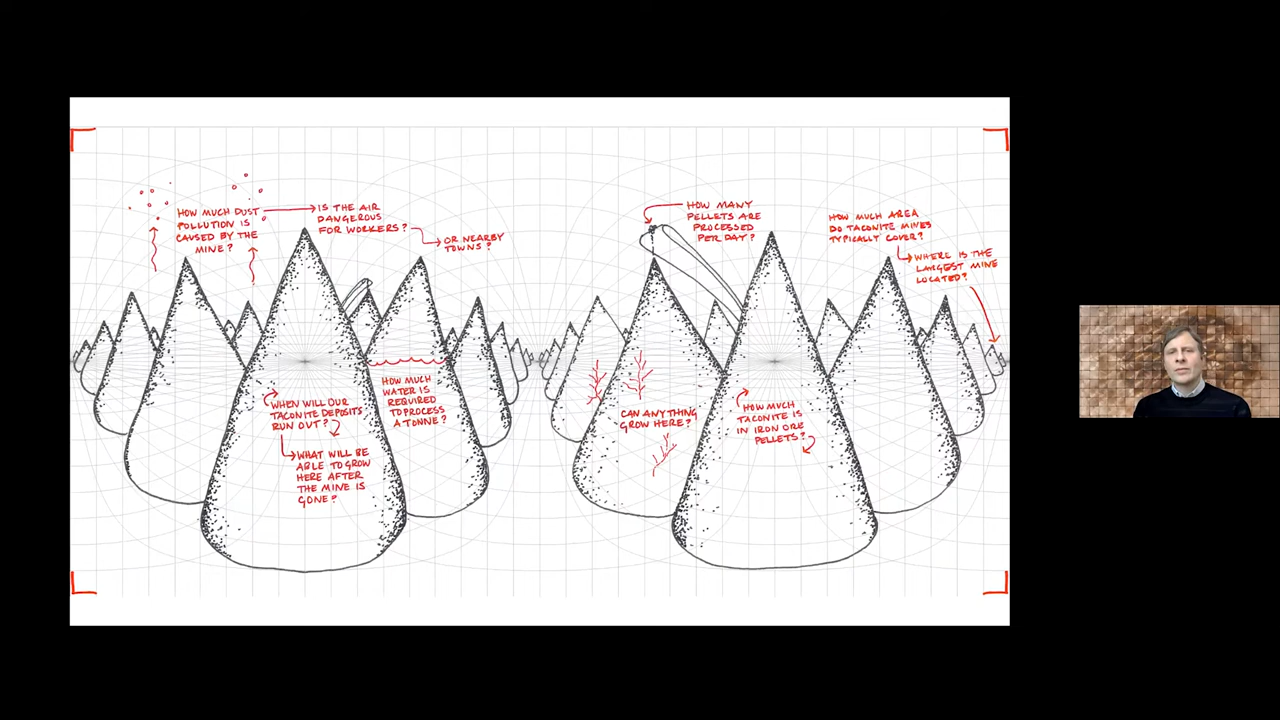 HOW MUCH DUST
POLLUTION IS
CAUSED BY THE
MINE?
IS THE AIR
DANGEROUS
FOR WORKERS?
OR NEARBY
TOWNS?
WHEN WILL OUR
TACONITE DEPOSITS
RUN OUT?
WHAT WILL BE
ABLE TO GROW
HERE AFTER
THE MINE IS
GONE?
HOW MUCH
WATER IS
REQUIRED
TO PROCESS
A TONNE?
HOW MANY
PELLETS ARE
PROCESSED
PER DAY?
HOW MUCH AREA
DO TACONITE MINES
TYPICALLY COVER?
WHERE IS THE
LARGEST MINE
LOCATED?
CAN ANYTHING
GROW HERE?
HOW MUCH
TACONITE IS
IN IRON ORE
PELLETS?